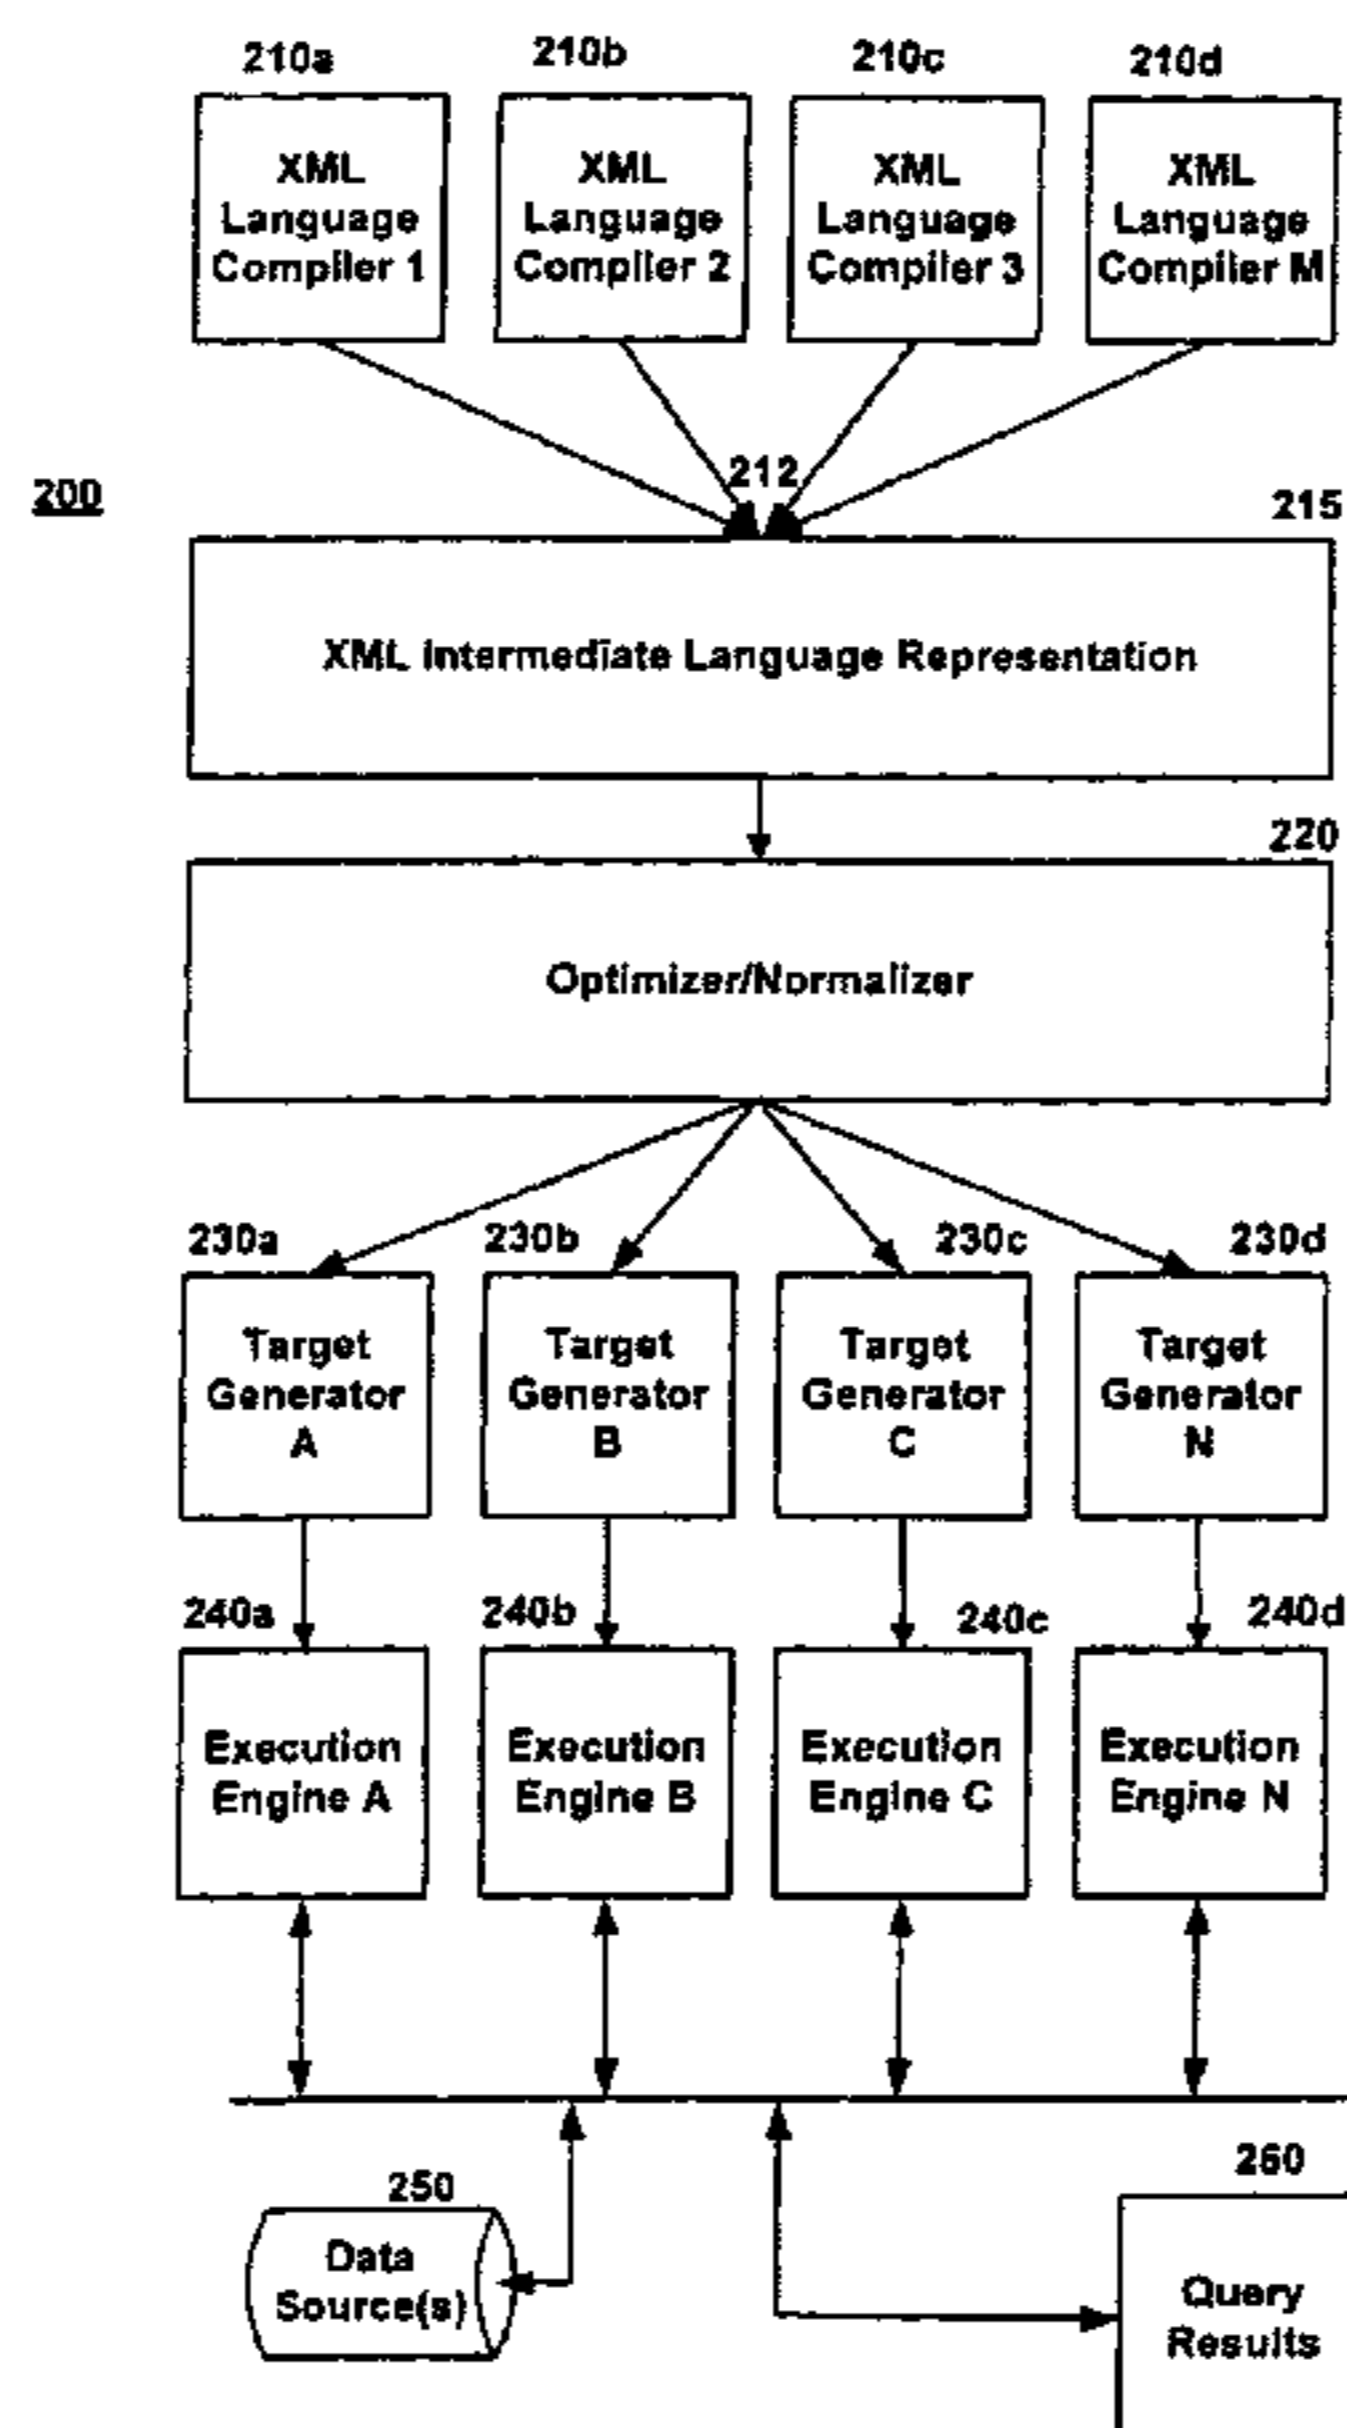 210a
210b
210c
210d
XML
Language
Compiler 1
XML
Language
Compiler 2
XML
Language
Compiler 3
XML
Language
Compiler M
212
200
215
XML Intermediate Language Representation
220
Optimizer/Normalizer
230a
230b
230c
230d
Target
Generator
A
Target
Generator
B
Target
Generator
C
Target
Generator
N
240a
240b
240c
240d
Execution
Engine A
Execution
Engine B
Execution
Engine C
Execution
Engine N
250
Data
Source(s)
260
Query
Results